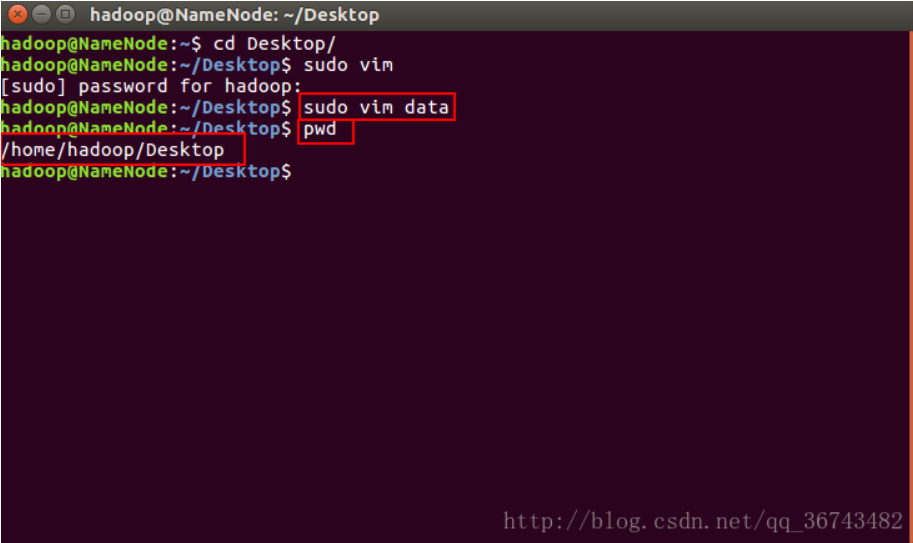 hadoop@NameNode: ~/Desktop
hadoop@NameNode:~$ cd Desktop/
hadoop@NameNode:~/Desktop$ sudo vim
[sudo] password for hadoop:
hadoop@NameNode:~/Desktop$ sudo vim data
hadoop@NameNode:~/Desktop$ pwd
/home/hadoop/Desktop
hadoop@NameNode:~/Desktop$
http://blog.csdn.net/qq_36743482